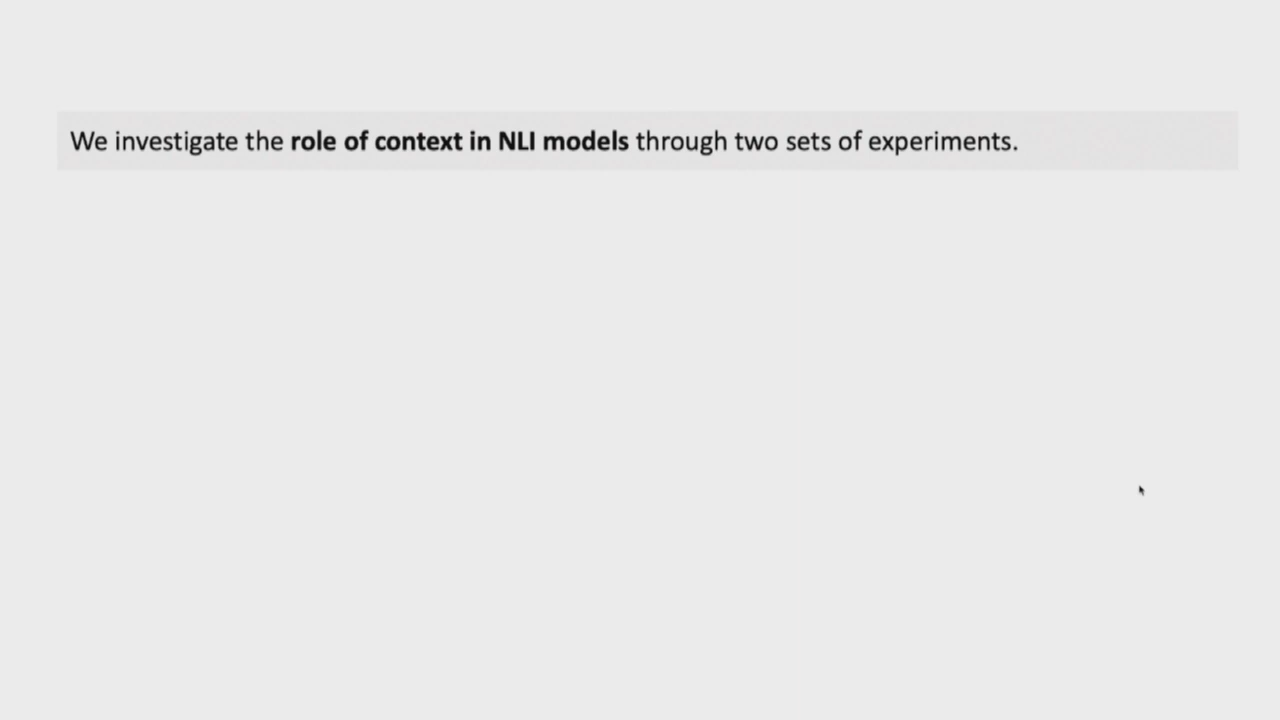 We investigate the role of context in NLI models through two sets of experiments.